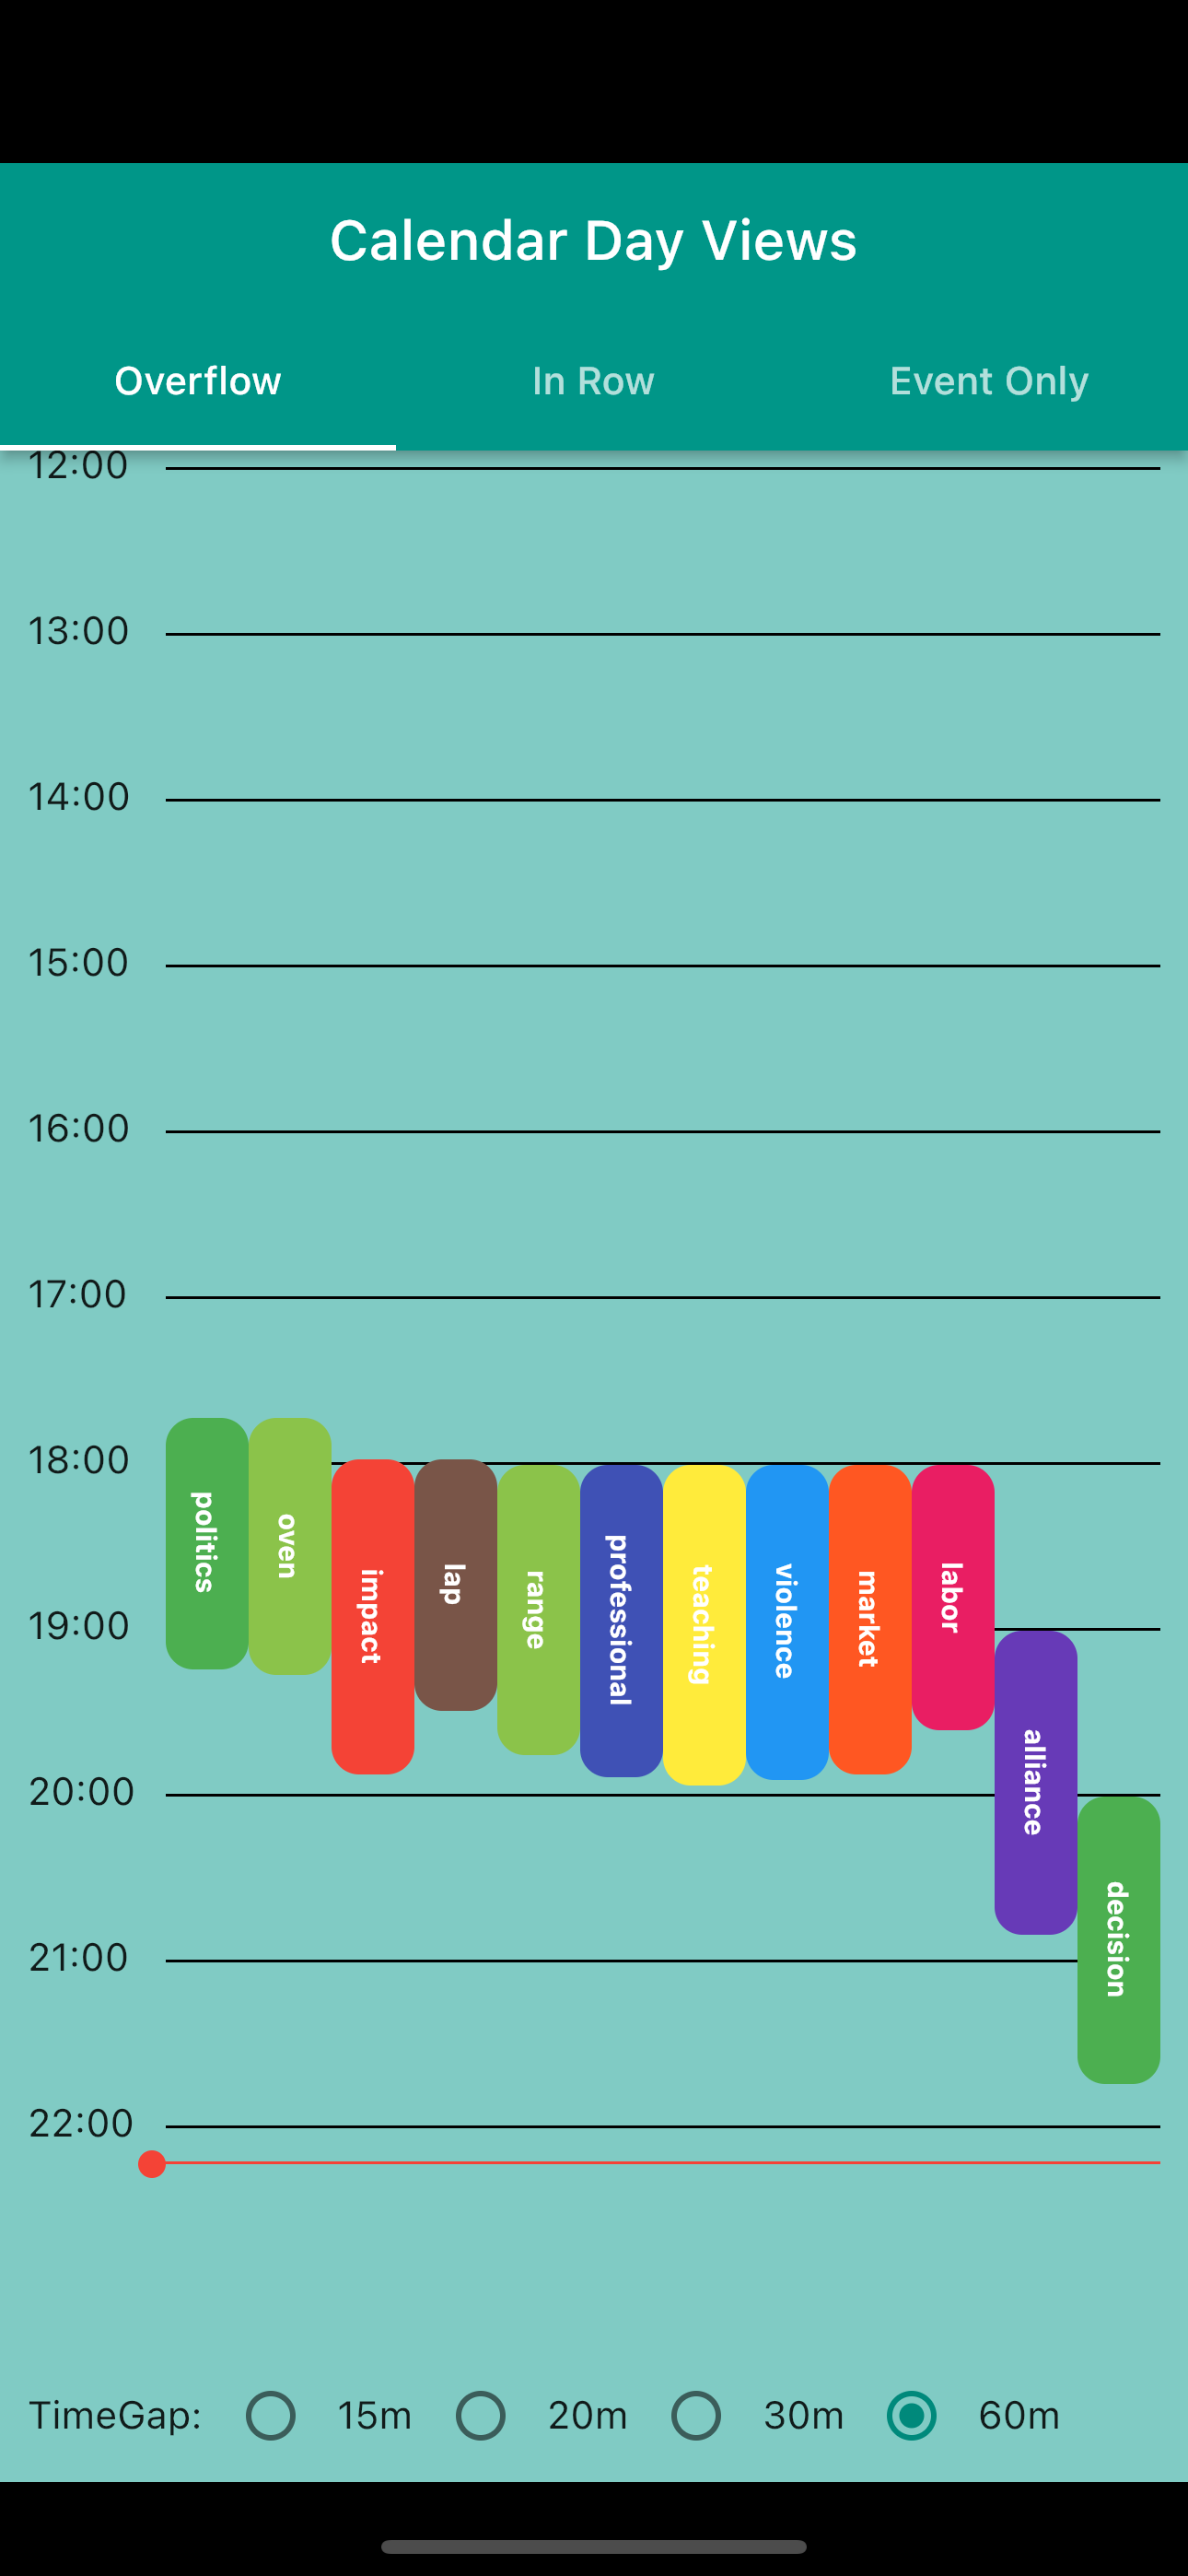 Calendar Day Views
Overflow
In Row
Event Only
12:00
13:00
14:00
15:00
16:00
17:00
18:00
19:00
20:00
21:00
22:00
politics
oven
impact
lap
range
professional
teaching
violence
market
labor
alliance
decision
TimeGap: 15m 20m 30m 60m